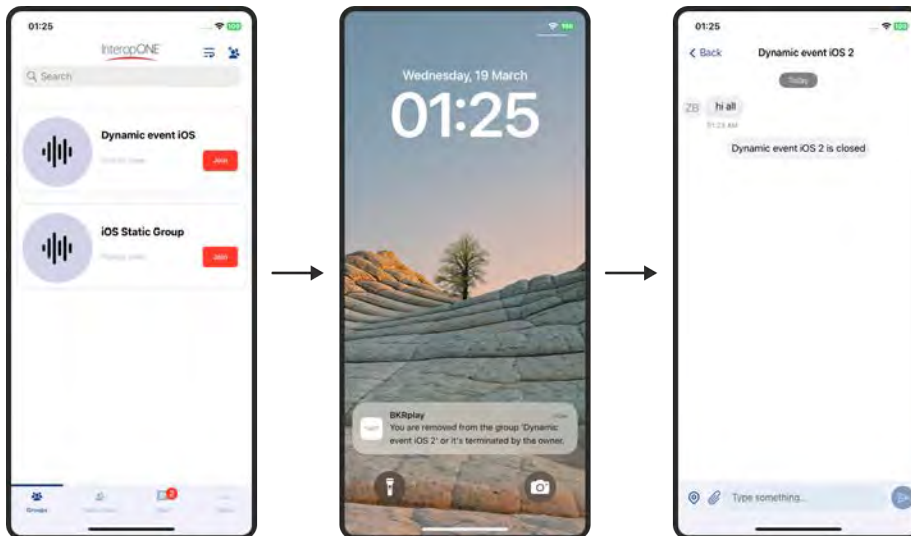 01:25
InteropONE
Search
Dynamic event iOS
Join
iOS Static Group
Join
Groups
2
Wednesday, 19 March
01:25
BKRplay
You are removed from the group 'Dynamic
event iOS 2' or it's terminated by the owner.
01:25
Back
Dynamic event iOS 2
Today
ZB
hi all
Dynamic event iOS 2 is closed
Type something...